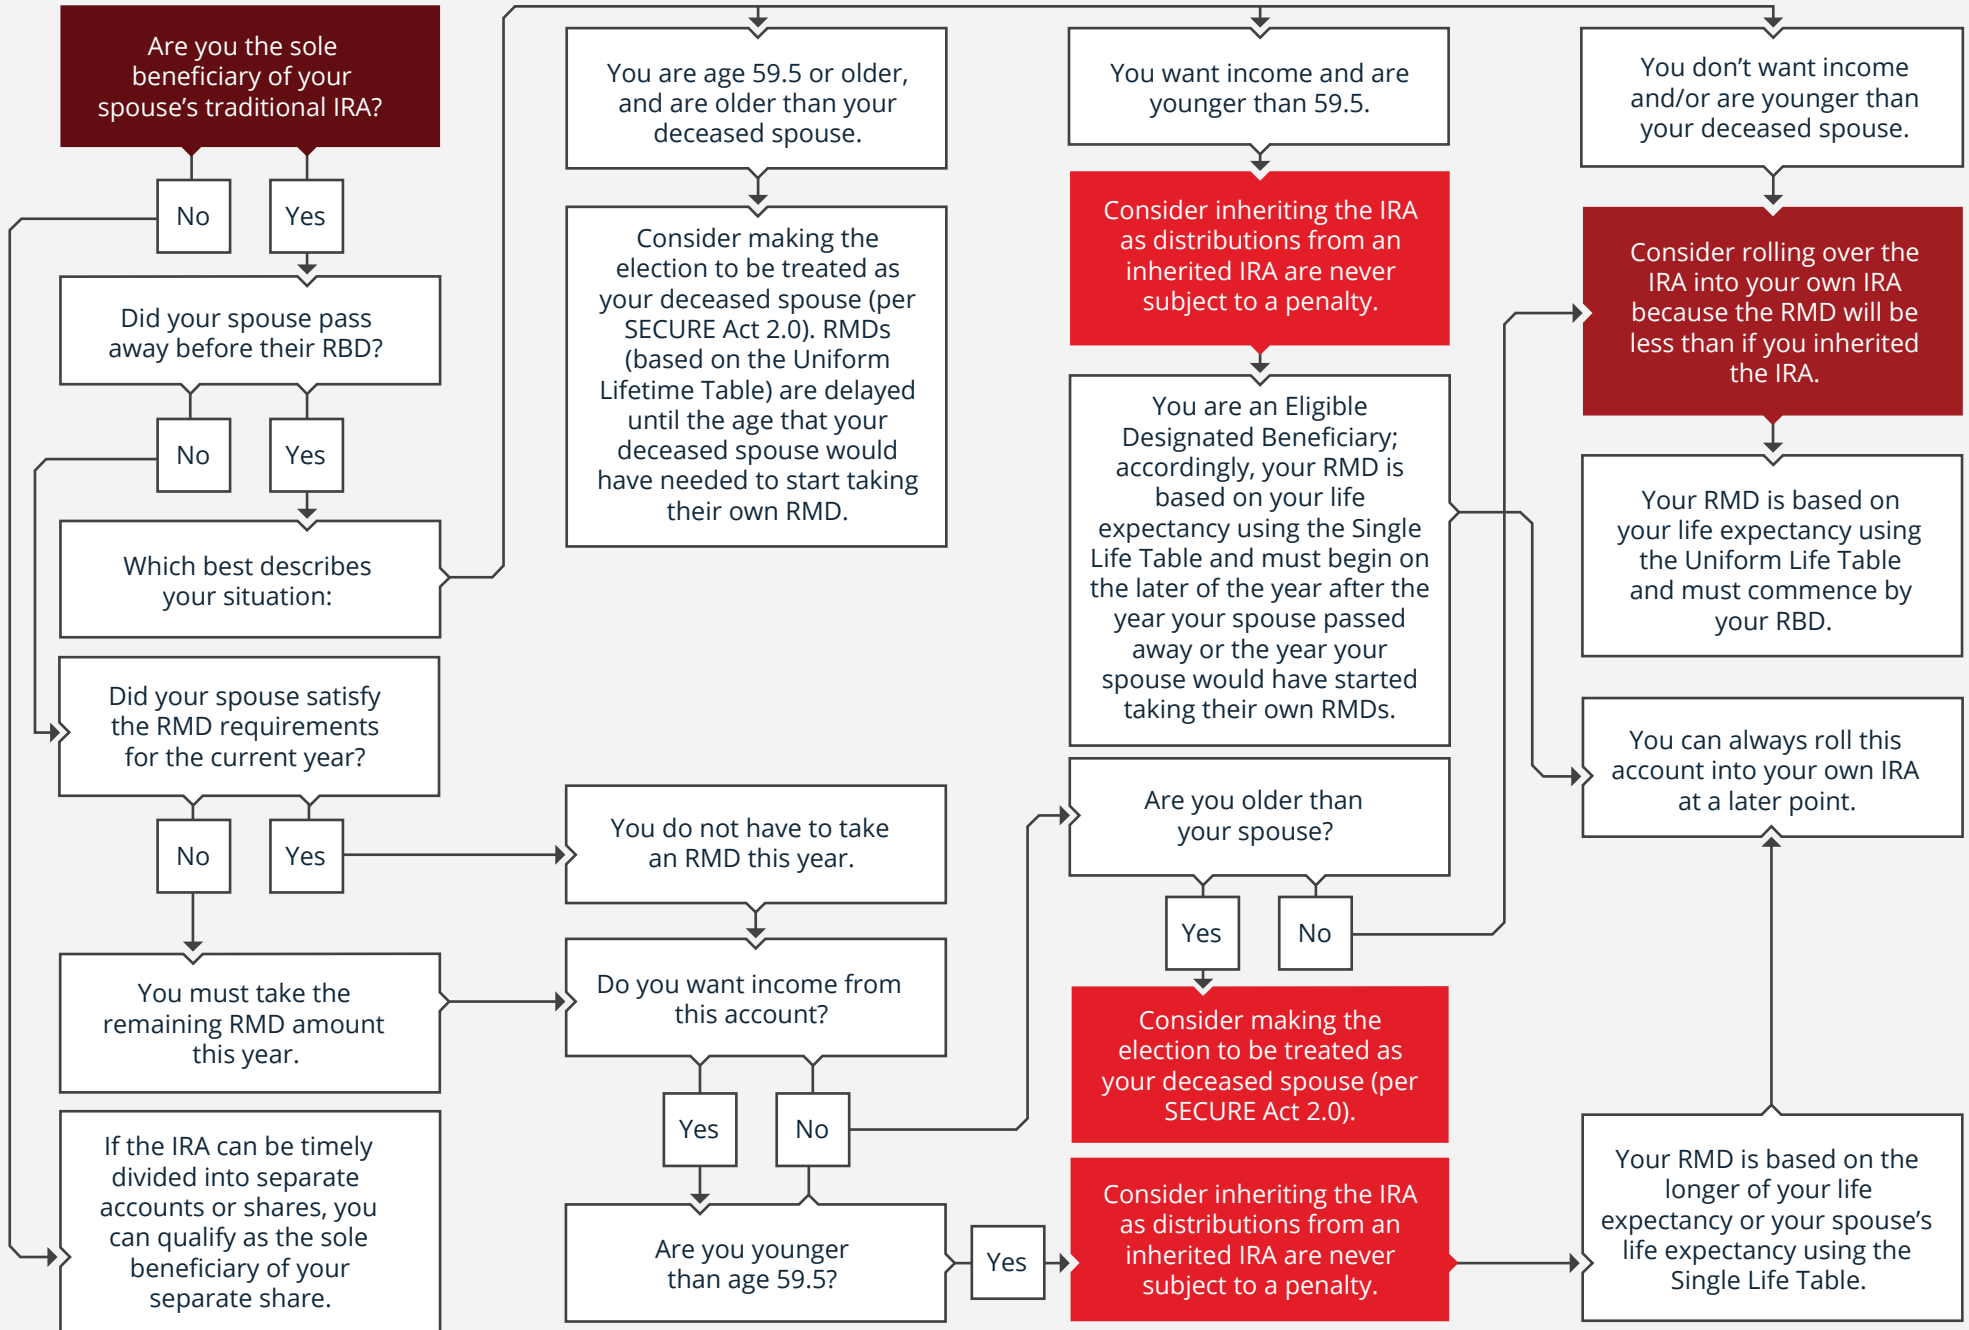 Are you the sole
beneficiary of your
spouse’s traditional IRA?
No
Yes
Did your spouse pass
away before their RBD?
No
Yes
Which best describes
your situation:
Did your spouse satisfy
the RMD requirements
for the current year?
No
Yes
You must take the
remaining RMD amount
this year.
If the IRA can be timely
divided into separate
accounts or shares, you
can qualify as the sole
beneficiary of your
separate share.
You are age 59.5 or older,
and are older than your
deceased spouse.
Consider making the
election to be treated as
your deceased spouse (per
SECURE Act 2.0). RMDs
(based on the Uniform
Lifetime Table) are delayed
until the age that your
deceased spouse would
have needed to start taking
their own RMD.
You do not have to take
an RMD this year.
Do you want income from
this account?
Yes
No
Are you younger
than age 59.5?
Yes
You want income and are
younger than 59.5.
Consider inheriting the IRA
as distributions from an
inherited IRA are never
subject to a penalty.
You are an Eligible
Designated Beneficiary;
accordingly, your RMD is
based on your life
expectancy using the Single
Life Table and must begin on
the later of the year after the
year your spouse passed
away or the year your
spouse would have started
taking their own RMDs.
Are you older than
your spouse?
Yes
No
Consider making the
election to be treated as
your deceased spouse (per
SECURE Act 2.0).
Consider inheriting the IRA
as distributions from an
inherited IRA are never
subject to a penalty.
You don’t want income
and/or are younger than
your deceased spouse.
Consider rolling over the
IRA into your own IRA
because the RMD will be
less than if you inherited
the IRA.
Your RMD is based on
your life expectancy using
the Uniform Life Table
and must commence by
your RBD.
You can always roll this
account into your own IRA
at a later point.
Your RMD is based on the
longer of your life
expectancy or your spouse’s
life expectancy using the
Single Life Table.